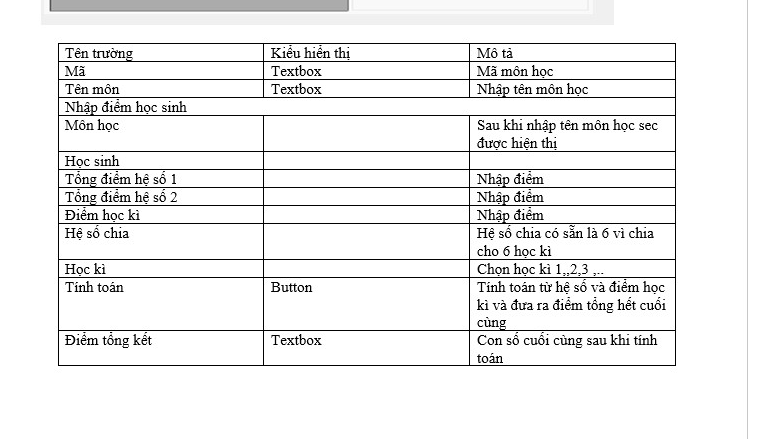 Tên trường Kiểu hiển thị Mô tả
Mã Textbox Mã môn học
Tên môn Textbox Nhập tên môn học
Nhập điểm học sinh
Môn học Sau khi nhập tên môn học sec
được hiện thị
Học sinh
Tổng điểm hệ số 1 Nhập điểm
Tổng điểm hệ số 2 Nhập điểm
Điểm học kì Nhập điểm
Hệ số chia Hệ số chia có sẵn là 6 vì chia
cho 6 học kì
Học kì Chọn học kì 1,,2,3 ,..
Tính toán Button Tính toán từ hệ số và điểm học
kì và đưa ra điểm tổng hết cuối
cùng
Điểm tổng kết Textbox Con số cuối cùng sau khi tính
toán